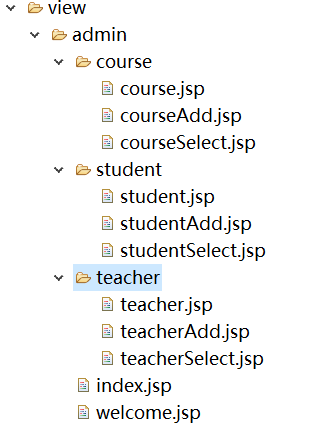 view
admin
course
course.jsp
courseAdd.jsp
courseSelect.jsp
student
student.jsp
studentAdd.jsp
studentSelect.jsp
teacher
teacher.jsp
teacherAdd.jsp
teacherSelect.jsp
index.jsp
welcome.jsp